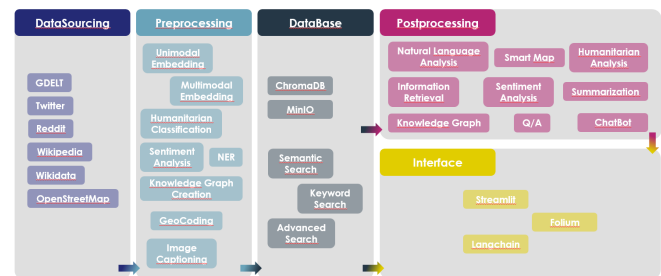 DataSourcing
GDELT
Twitter
Reddit
Wikipedia
Wikidata
OpenStreetMap
Preprocessing
Unimodal
Embedding
Multimodal
Embedding
Humanitarian
Classification
Sentiment
Analysis
NER
Knowledge Graph
Creation
GeoCoding
Image
Captioning
DataBase
ChromaDB
MinIO
Semantic
Search
Keyword
Search
Advanced
Search
Postprocessing
Natural Language
Analysis
Smart Map
Humanitarian
Analysis
Information
Retrieval
Sentiment
Analysis
Summarization
Knowledge Graph
Q/A
ChatBot
Interface
Streamlit
Folium
Langchain